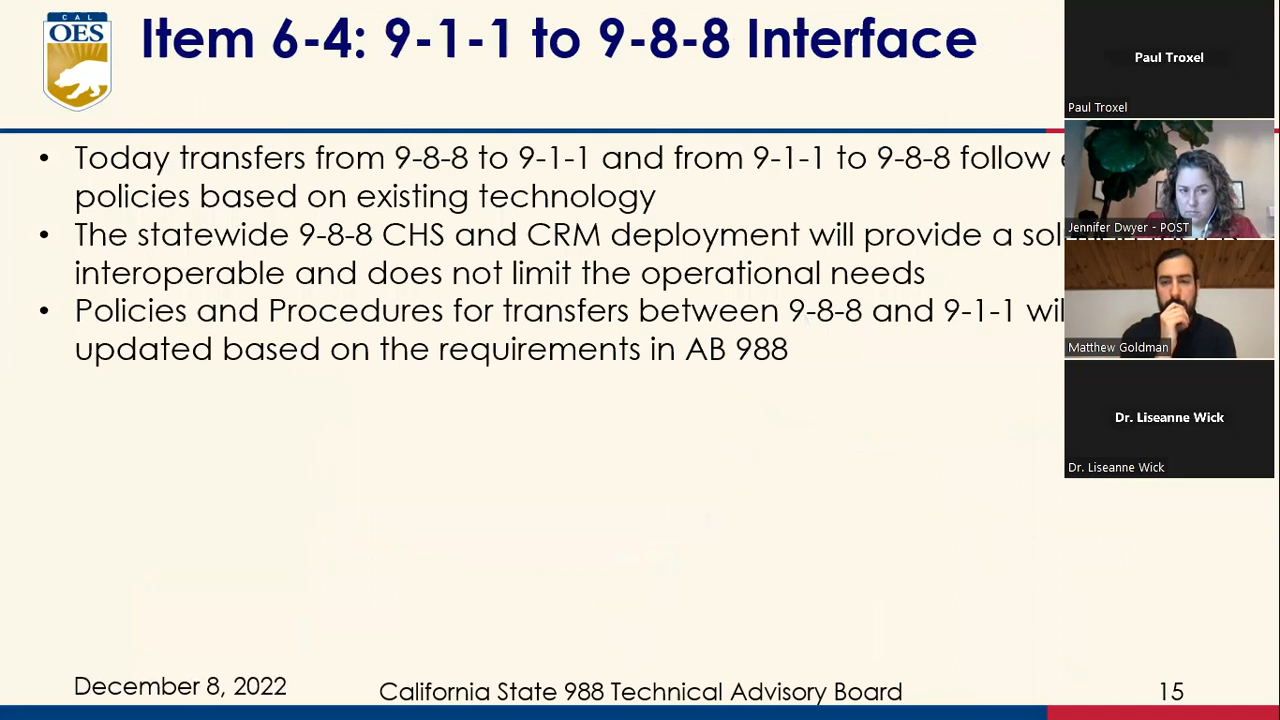 CAL
OES
Item 6-4: 9-1-1 to 9-8-8 Interface
• Today transfers from 9-8-8 to 9-1-1 and from 9-1-1 to 9-8-8 follow
policies based on existing technology
• The statewide 9-8-8 CHS and CRM deployment will provide a
interoperable and does not limit the operational needs
• Policies and Procedures for transfers between 9-8-8 and 9-1-1
updated based on the requirements in AB 988
Paul Troxel
Paul Troxel
Jennifer Dwyer - POST
Matthew Goldman
Dr. Liseanne Wick
Dr. Liseanne Wick
December 8, 2022
California State 988 Technical Advisory Board
15